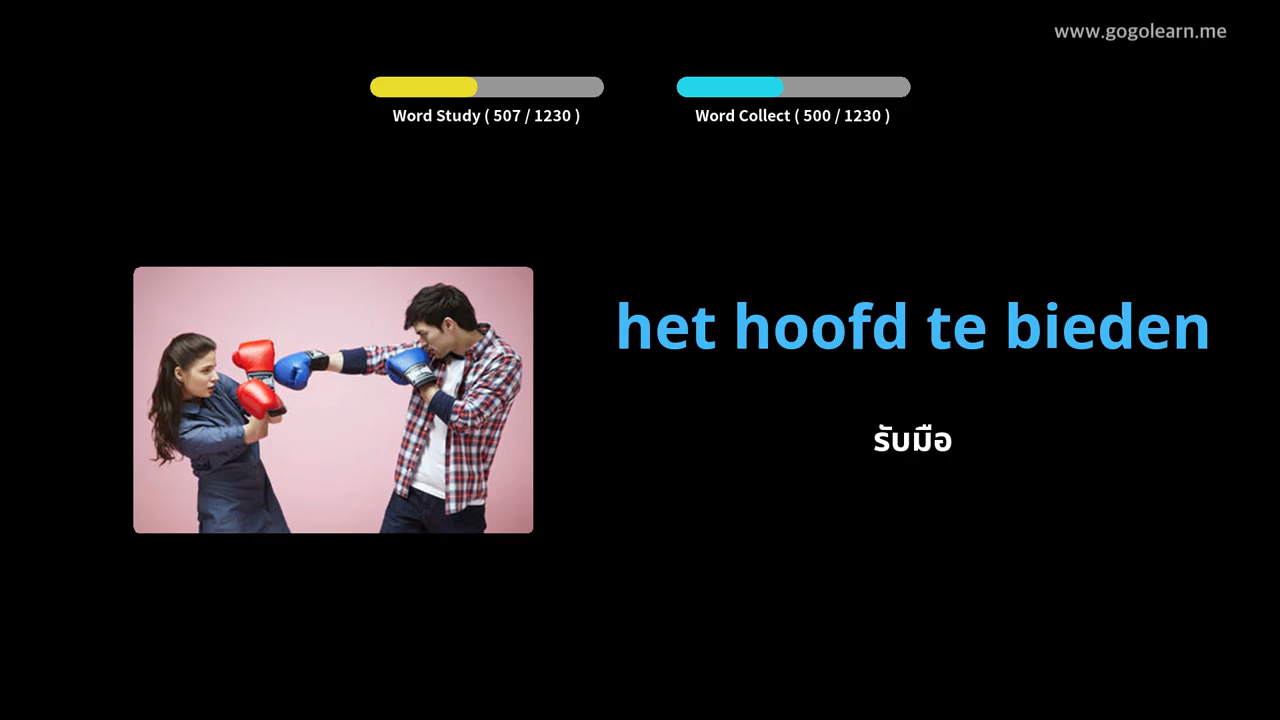 www.gogolearn.me
Word Study ( 507 / 1230 )
Word Collect ( 500 / 1230 )
het hoofd te bieden
รับมือ